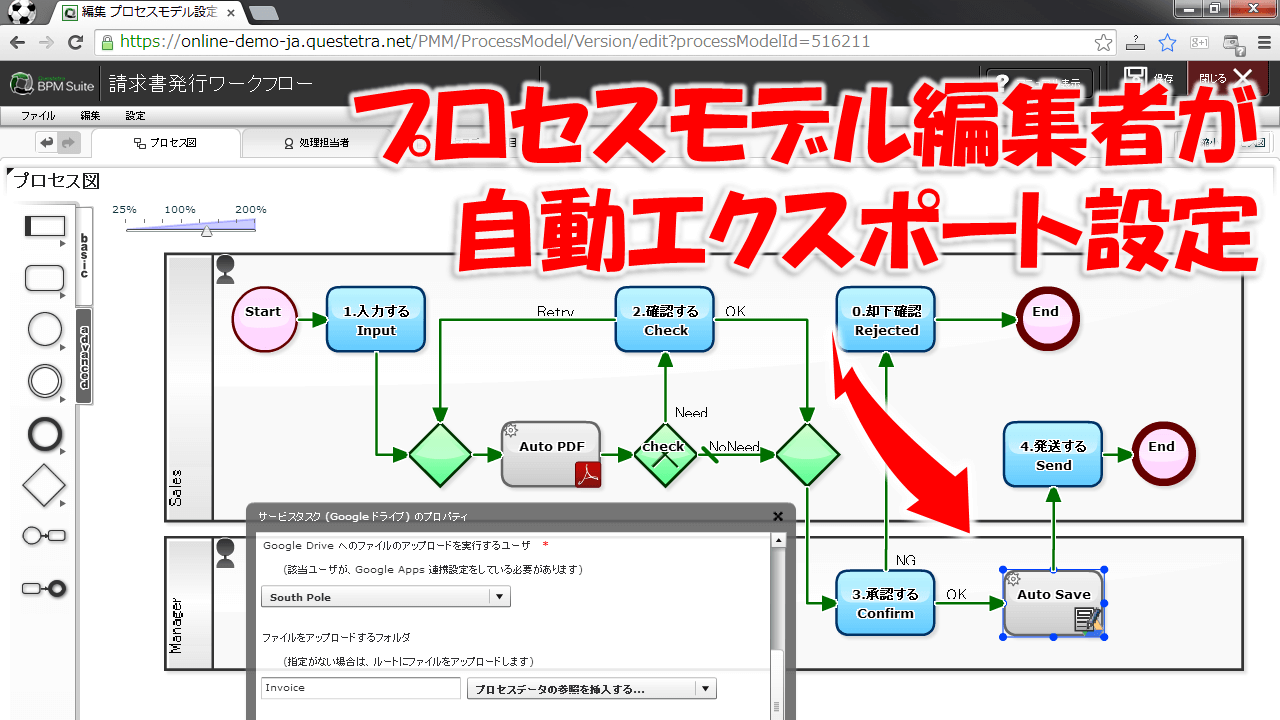 編集 プロセスモデル設定
https://online-demo-ja.questetra.net/PMM/ProcessModel/Version/edit?processModelId=516211
Questetra
BPM Suite
請求書発行ワークフロー
保存
閉じる
プロセスモデル編集者が
自動エクスポート設定
ファイル
編集
設定
プロセス図
処理担当者
プロセス図
25%
100%
200%
basic
advanced
Sales
Start
1.入力する
Input
Retry
2.確認する
Check
OK
0.却下確認
Rejected
End
Need
Auto PDF
check
NoNeed
4.発送する
Send
End
Manager
NG
3.承認する
Confirm
OK
Auto Save
サービスタスク (Googleドライブ) のプロパティ
Google Drive へのファイルのアップロードを実行するユーザ *
(該当ユーザが、Google Apps 連携設定をしている必要があります)
South Pole
ファイルをアップロードするフォルダ
(指定がない場合は、ルートにファイルをアップロードします)
Invoice
プロセスデータの参照を挿入する...